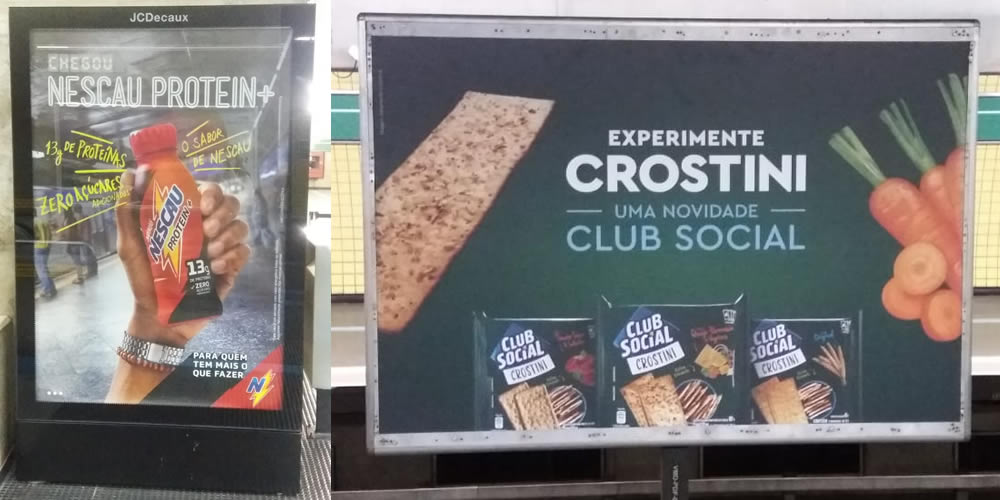 JCDecaux
CHEGOU
NESCAU PROTEIN+
13g DE PROTEÍNAS
ZERO AÇÚCARES
ADICIONADOS
O SABOR
DE NESCAU
NESCAU
PROTEIN+
13g
ZERO
PARA QUEM
TEM MAIS O
QUE FAZER
N
EXPERIMENTE
CROSTINI
UMA NOVIDADE
CLUB SOCIAL
CLUB
SOCIAL
CROSTINI
CLUB
SOCIAL
CROSTINI
CLUB
SOCIAL
CROSTINI
Original